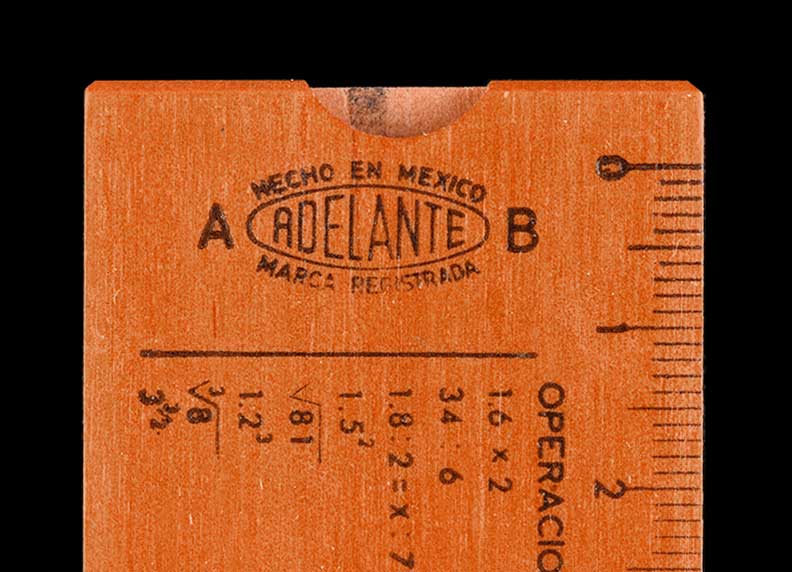 HECHO EN MEXICO
A ADELANTE B
MARCA REGISTRADA
OPERACIO
1.6 x 2
34 : 6
1.8 : 2 = x : 7
1.5²
√81
1.2³
∛8
0
1
2